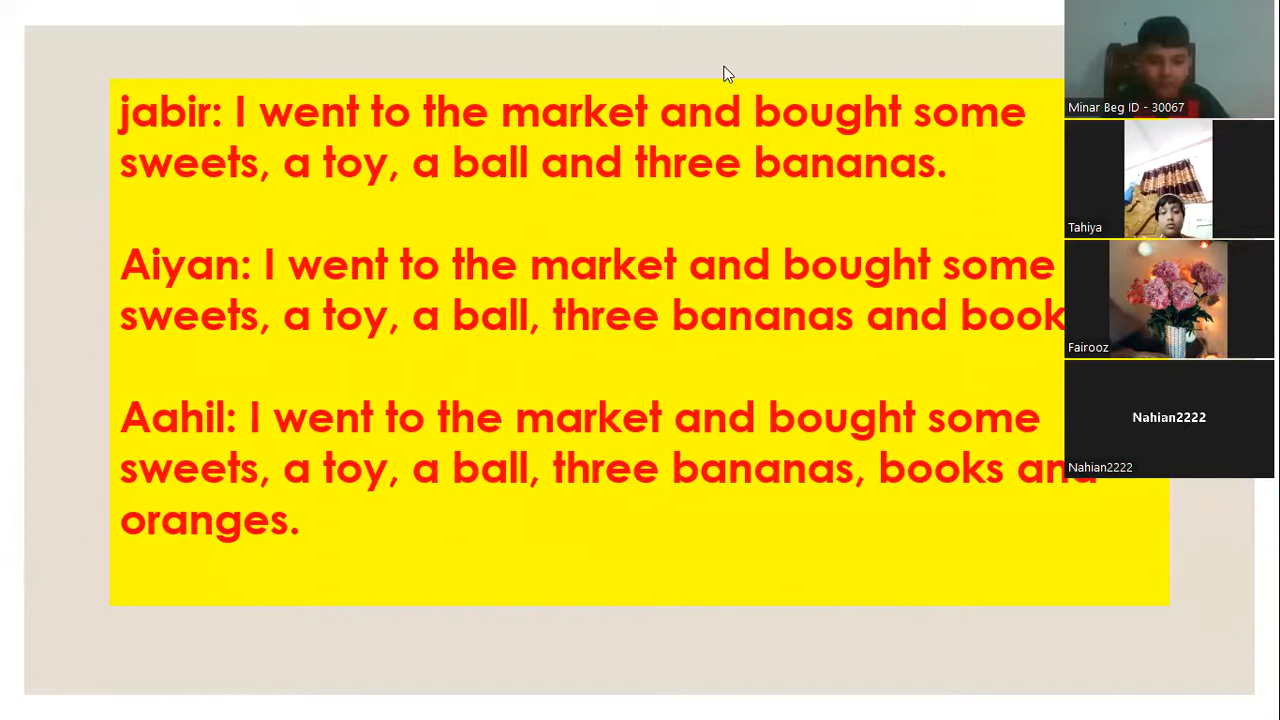 jabir: I went to the market and bought some
sweets, a toy, a ball and three bananas.
Aiyan: I went to the market and bought some
sweets, a toy, a ball, three bananas and book
Aahil: I went to the market and bought some
sweets, a toy, a ball, three bananas, books and
oranges.
Minar Beg ID - 30067
Tahiya
Fairooz
Nahian2222
Nahian2222